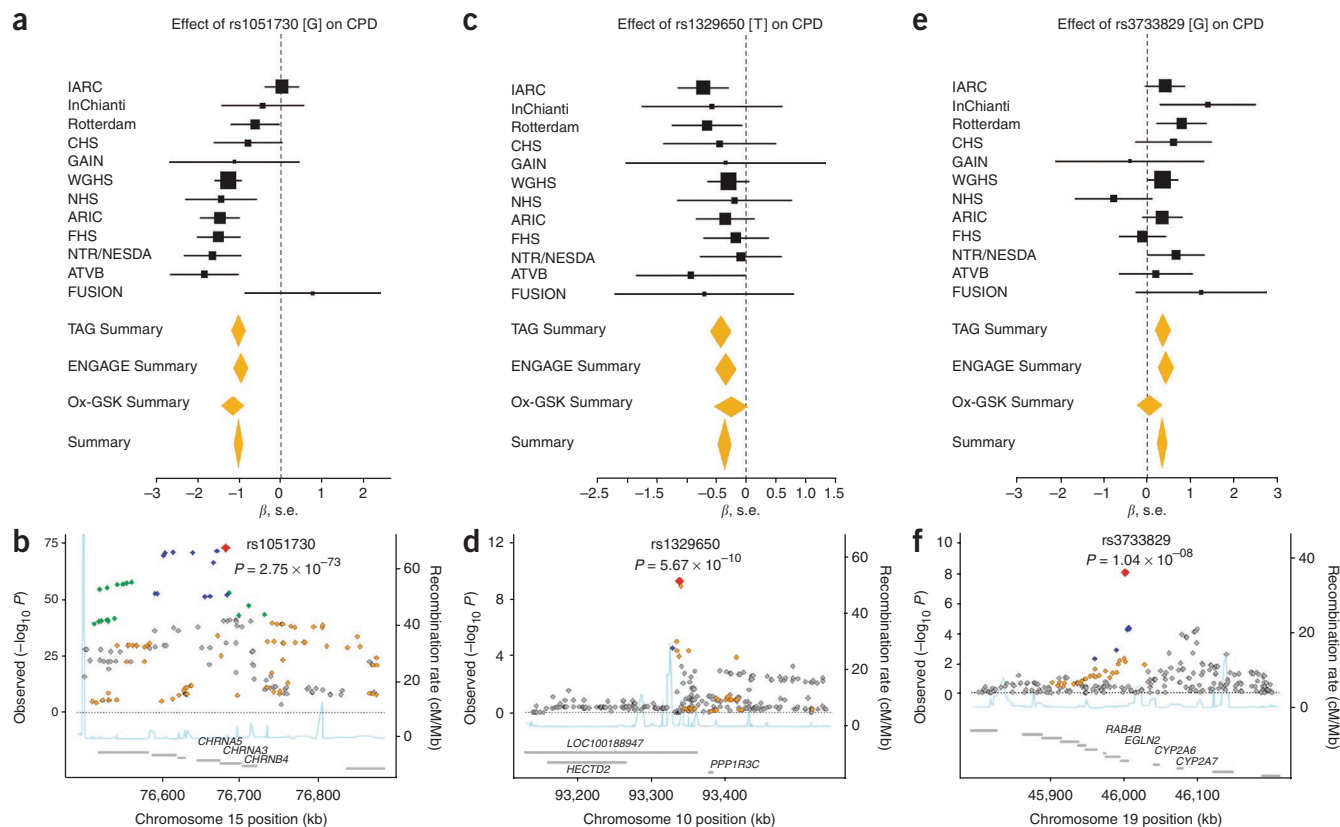 a
Effect of rs1051730 [G] on CPD
IARC
InChianti
Rotterdam
CHS
GAIN
WGHS
NHS
ARIC
FHS
NTR/NESDA
ATVB
FUSION
TAG Summary
ENGAGE Summary
Ox-GSK Summary
Summary
–3 –2 –1 0 1 2
β, s.e.
c
Effect of rs1329650 [T] on CPD
IARC
InChianti
Rotterdam
CHS
GAIN
WGHS
NHS
ARIC
FHS
NTR/NESDA
ATVB
FUSION
TAG Summary
ENGAGE Summary
Ox-GSK Summary
Summary
–2.5 –1.5 –0.5 0 0.5 1 1.5
β, s.e.
e
Effect of rs3733829 [G] on CPD
IARC
InChianti
Rotterdam
CHS
GAIN
WGHS
NHS
ARIC
FHS
NTR/NESDA
ATVB
FUSION
TAG Summary
ENGAGE Summary
Ox-GSK Summary
Summary
–3 –2 –1 0 1 2 3
β, s.e.
b
rs1051730
P = 2.75 × 10–73
Observed (–log10 P)
75
50
25
0
Recombination rate (cM/Mb)
60
40
20
0
CHRNA5
CHRNA3
CHRNB4
76,600 76,700 76,800
Chromosome 15 position (kb)
d
rs1329650
P = 5.67 × 10–10
Observed (–log10 P)
12
9
6
3
0
Recombination rate (cM/Mb)
60
40
20
0
LOC100188947
HECTD2
PPP1R3C
93,200 93,300 93,400
Chromosome 10 position (kb)
f
rs3733829
P = 1.04 × 10–08
Observed (–log10 P)
10
8
6
4
2
0
Recombination rate (cM/Mb)
40
20
0
RAB4B
EGLN2
CYP2A6
CYP2A7
45,900 46,000 46,100
Chromosome 19 position (kb)